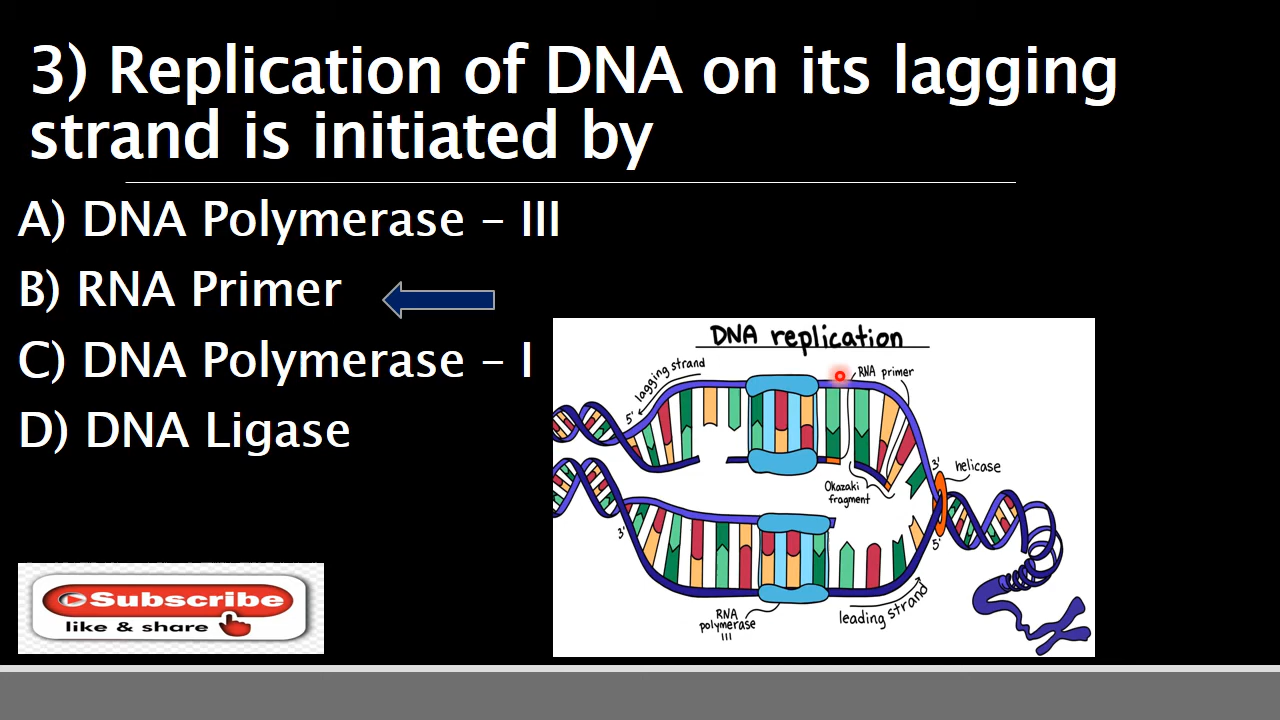 3) Replication of DNA on its lagging
strand is initiated by
A) DNA Polymerase – III
B) RNA Primer
C) DNA Polymerase – I
D) DNA Ligase
DNA replication
lagging strand
RNA primer
5'
3'
helicase
Okazaki
fragment
3'
5'
leading strand
RNA
polymerase
III
Subscribe
like & share